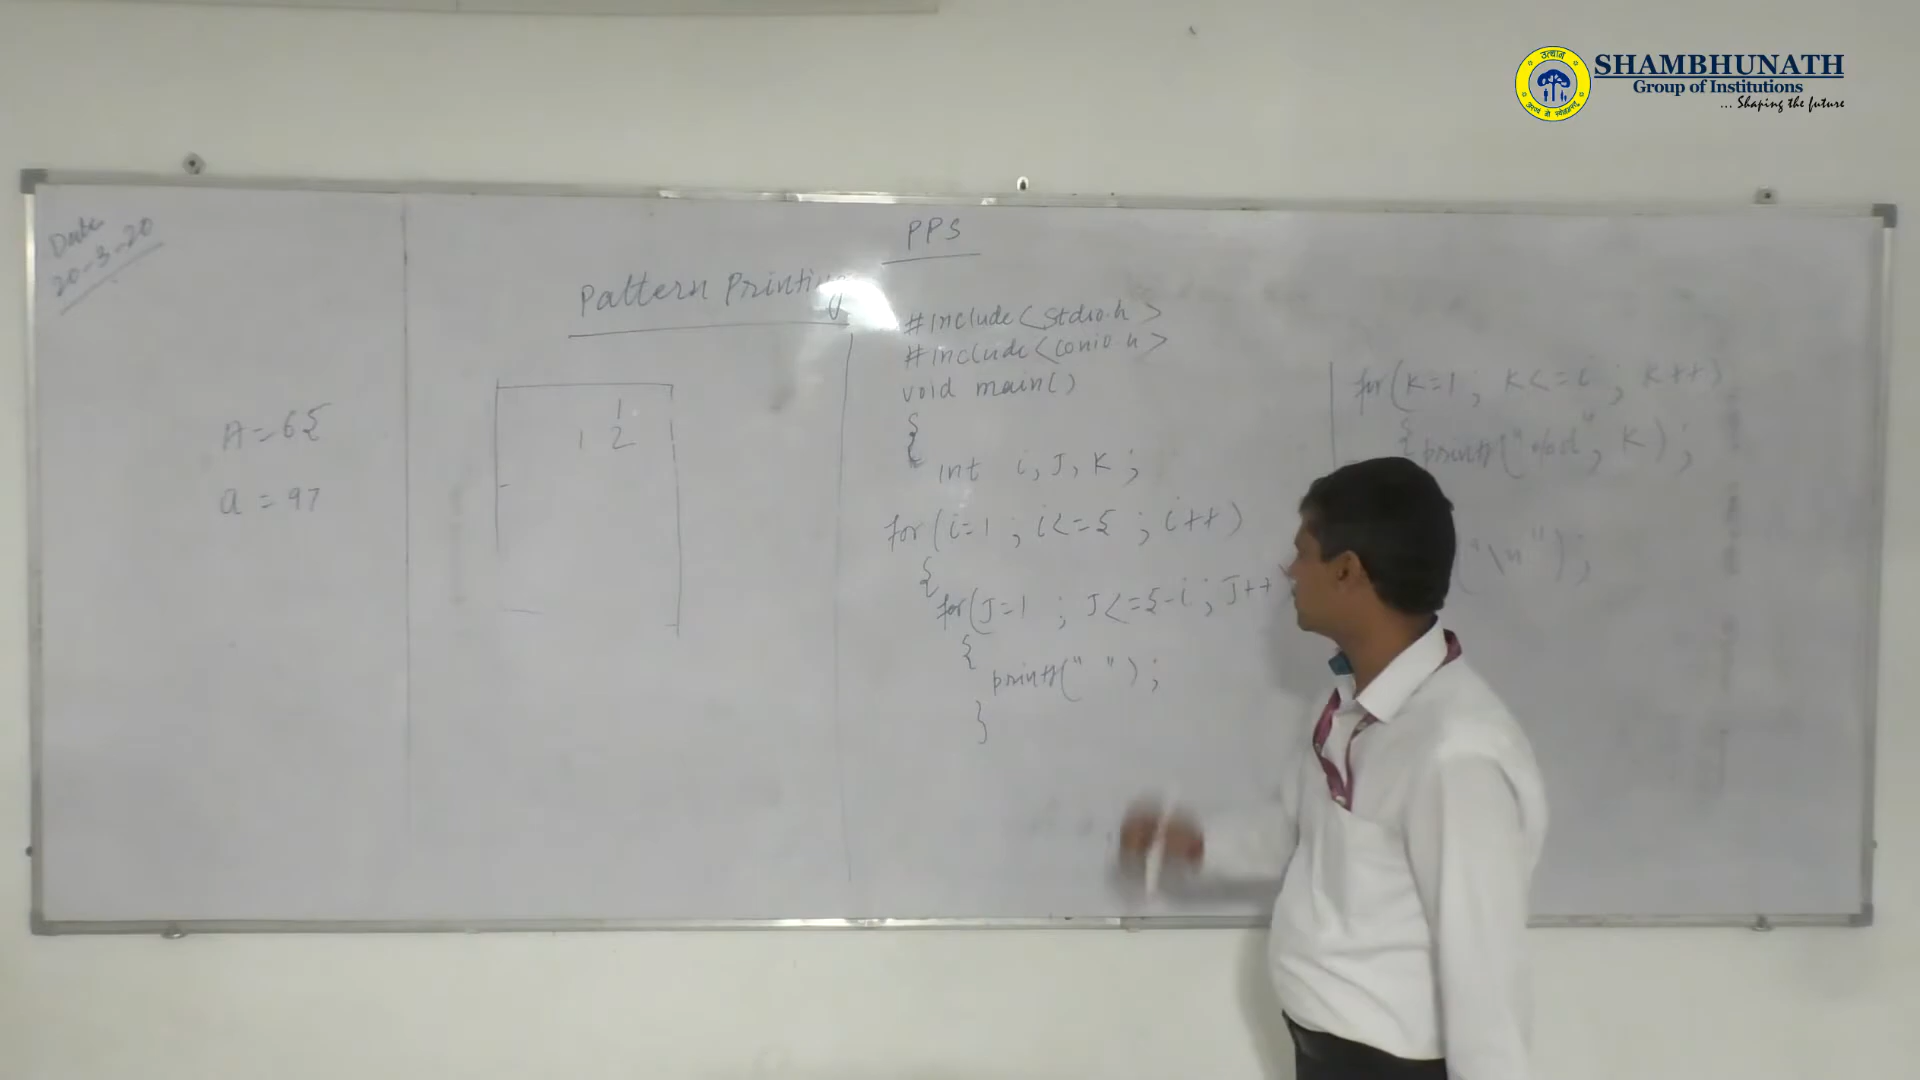 उत्थान
SHAMBHUNATH
Group of Institutions
... Shaping the future
Date
20-3-20
PPS
Pattern Printing
A=65
a=97
1
1 2
#include<stdio.h>
#include<conio.h>
void main()
{
int i, J, K;
for(i=1; i<=5; i++)
{
for(J=1; J<=5-i; J++
{
printf(" ");
}
for(K=1; K<=i; K++)
{
printf("%d", K);
("\n");